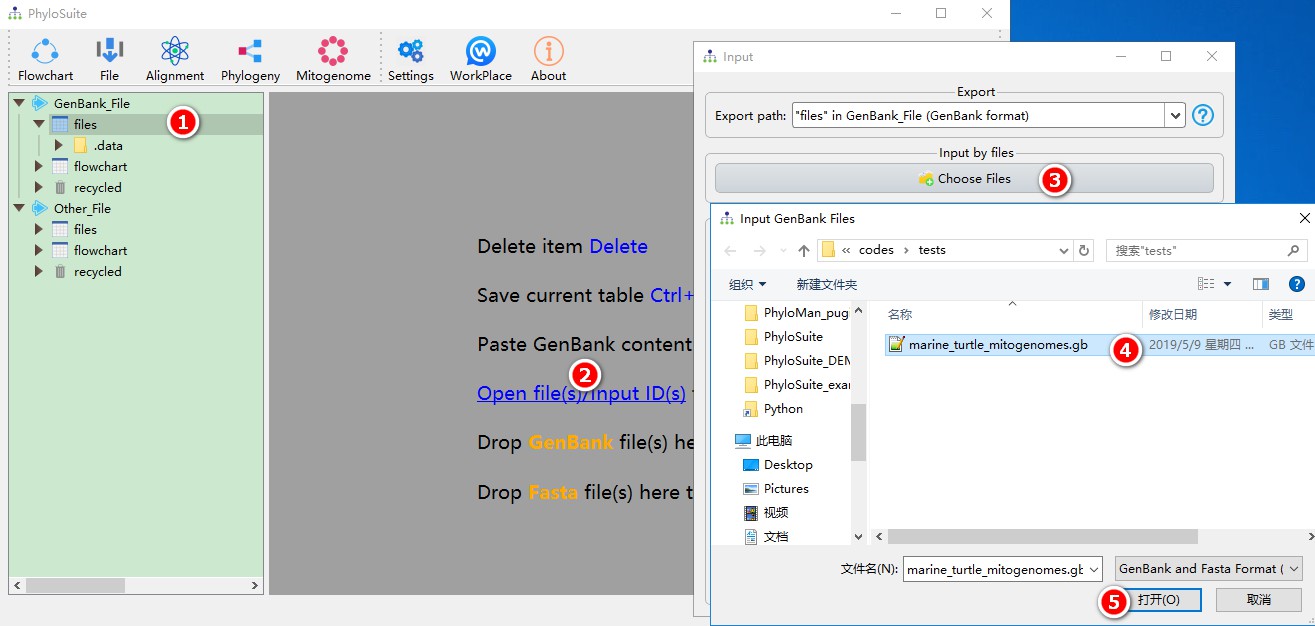 PhyloSuite
Flowchart File Alignment Phylogeny Mitogenome Settings WorkPlace About
GenBank_File
files
.data
flowchart
recycled
Other_File
files
flowchart
recycled
1
Delete item Delete
Save current table Ctrl+
Paste GenBank content
Open file(s)/Input ID(s)
2
Drop GenBank file(s) he
Drop Fasta file(s) here t
Input
Export
Export path: "files" in GenBank_File (GenBank format) ?
Input by files
Choose Files 3
Input GenBank Files
« codes › tests 搜索"tests"
组织 新建文件夹 ?
PhyloMan_pug
PhyloSuite
PhyloSuite_DEM
PhyloSuite_exa
Python
此电脑
Desktop
Pictures
视频
文档
名称 修改日期 类型
marine_turtle_mitogenomes.gb 4 2019/5/9 星期四 ... GB 文件
文件名(N): marine_turtle_mitogenomes.gb GenBank and Fasta Format (
5 打开(O) 取消